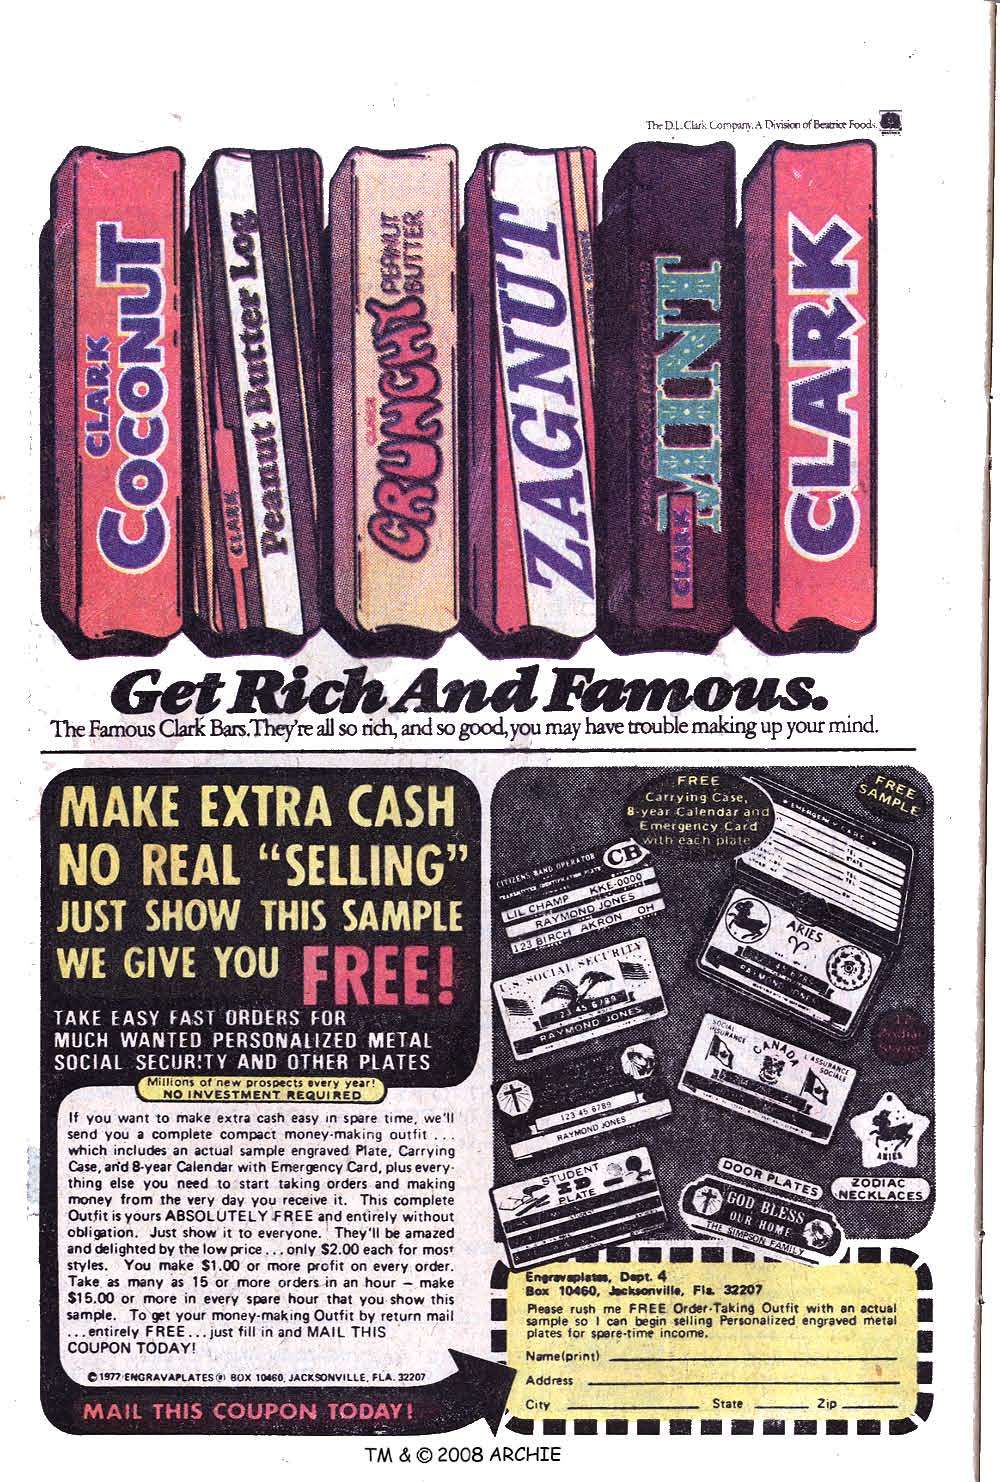 The D.L. Clark Company, A Division of Beatrice Foods.
CLARK
COCONUT
CLARK
Peanut Butter Log
CLARK
CRUNCHY
PEANUT
BUTTER
ZAGNUT
CLARK
MINT
CLARK
Get Rich And Famous.
The Famous Clark Bars. They're all so rich, and so good, you may have trouble making up your mind.
MAKE EXTRA CASH
NO REAL “SELLING”
JUST SHOW THIS SAMPLE
WE GIVE YOU FREE!
TAKE EASY FAST ORDERS FOR
MUCH WANTED PERSONALIZED METAL
SOCIAL SECURITY AND OTHER PLATES
Millions of new prospects every year!
NO INVESTMENT REQUIRED
If you want to make extra cash easy in spare time, we'll
send you a complete compact money-making outfit ...
which includes an actual sample engraved Plate, Carrying
Case, and 8-year Calendar with Emergency Card, plus every-
thing else you need to start taking orders and making
money from the very day you receive it. This complete
Outfit is yours ABSOLUTELY FREE and entirely without
obligation. Just show it to everyone. They'll be amazed
and delighted by the low price ... only $2.00 each for most
styles. You make $1.00 or more profit on every order.
Take as many as 15 or more orders in an hour — make
$15.00 or more in every spare hour that you show this
sample. To get your money-making Outfit by return mail
...entirely FREE...just fill in and MAIL THIS
COUPON TODAY!
© 1977 ENGRAVAPLATES® BOX 10460, JACKSONVILLE, FLA. 32207
MAIL THIS COUPON TODAY!
FREE
Carrying Case,
8-year Calendar and
Emergency Card
with each plate
FREE
SAMPLE
EMERGENCY CARD
CITIZENS BAND OPERATOR
CB
KKE-0000
LIL CHAMP
RAYMOND JONES
123 BIRCH AKRON OH
ARIES
RAYMOND JONES
U.S. SOCIAL SECURITY
123 45 6789
RAYMOND JONES
SOCIAL
INSURANCE
CANADA
L'ASSURANCE
SOCIALE
12
Zodiac
Signs
123 45 6789
RAYMOND JONES
ARIES
ZODIAC
NECKLACES
STUDENT
PLATE
DOOR PLATES
GOD BLESS
OUR HOME
THE SIMPSON FAMILY
Engravaplates, Dept. 4
Box 10460, Jacksonville, Fla. 32207
Please rush me FREE Order-Taking Outfit with an actual
sample so I can begin selling Personalized engraved metal
plates for spare-time income.
Name(print)
Address
City State Zip
TM & © 2008 ARCHIE